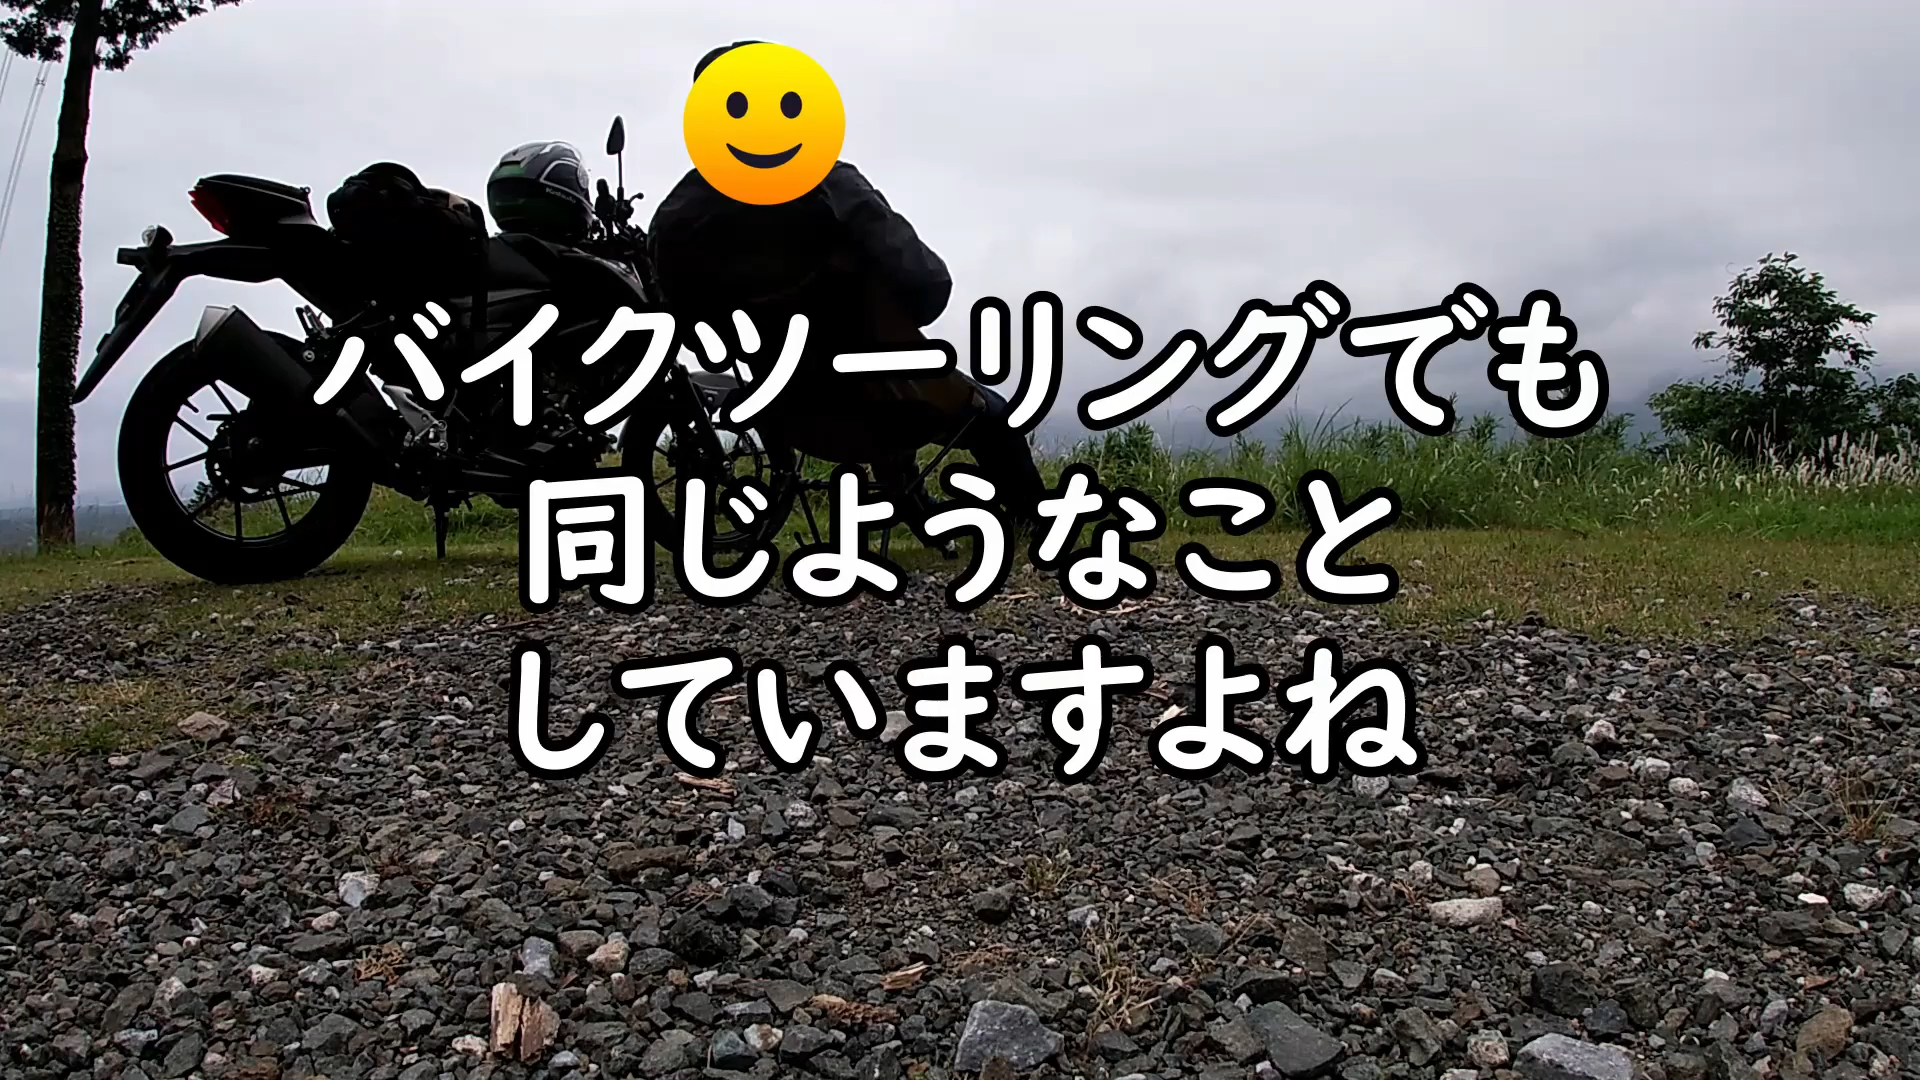 バイクツーリングでも
同じようなこと
していますよね